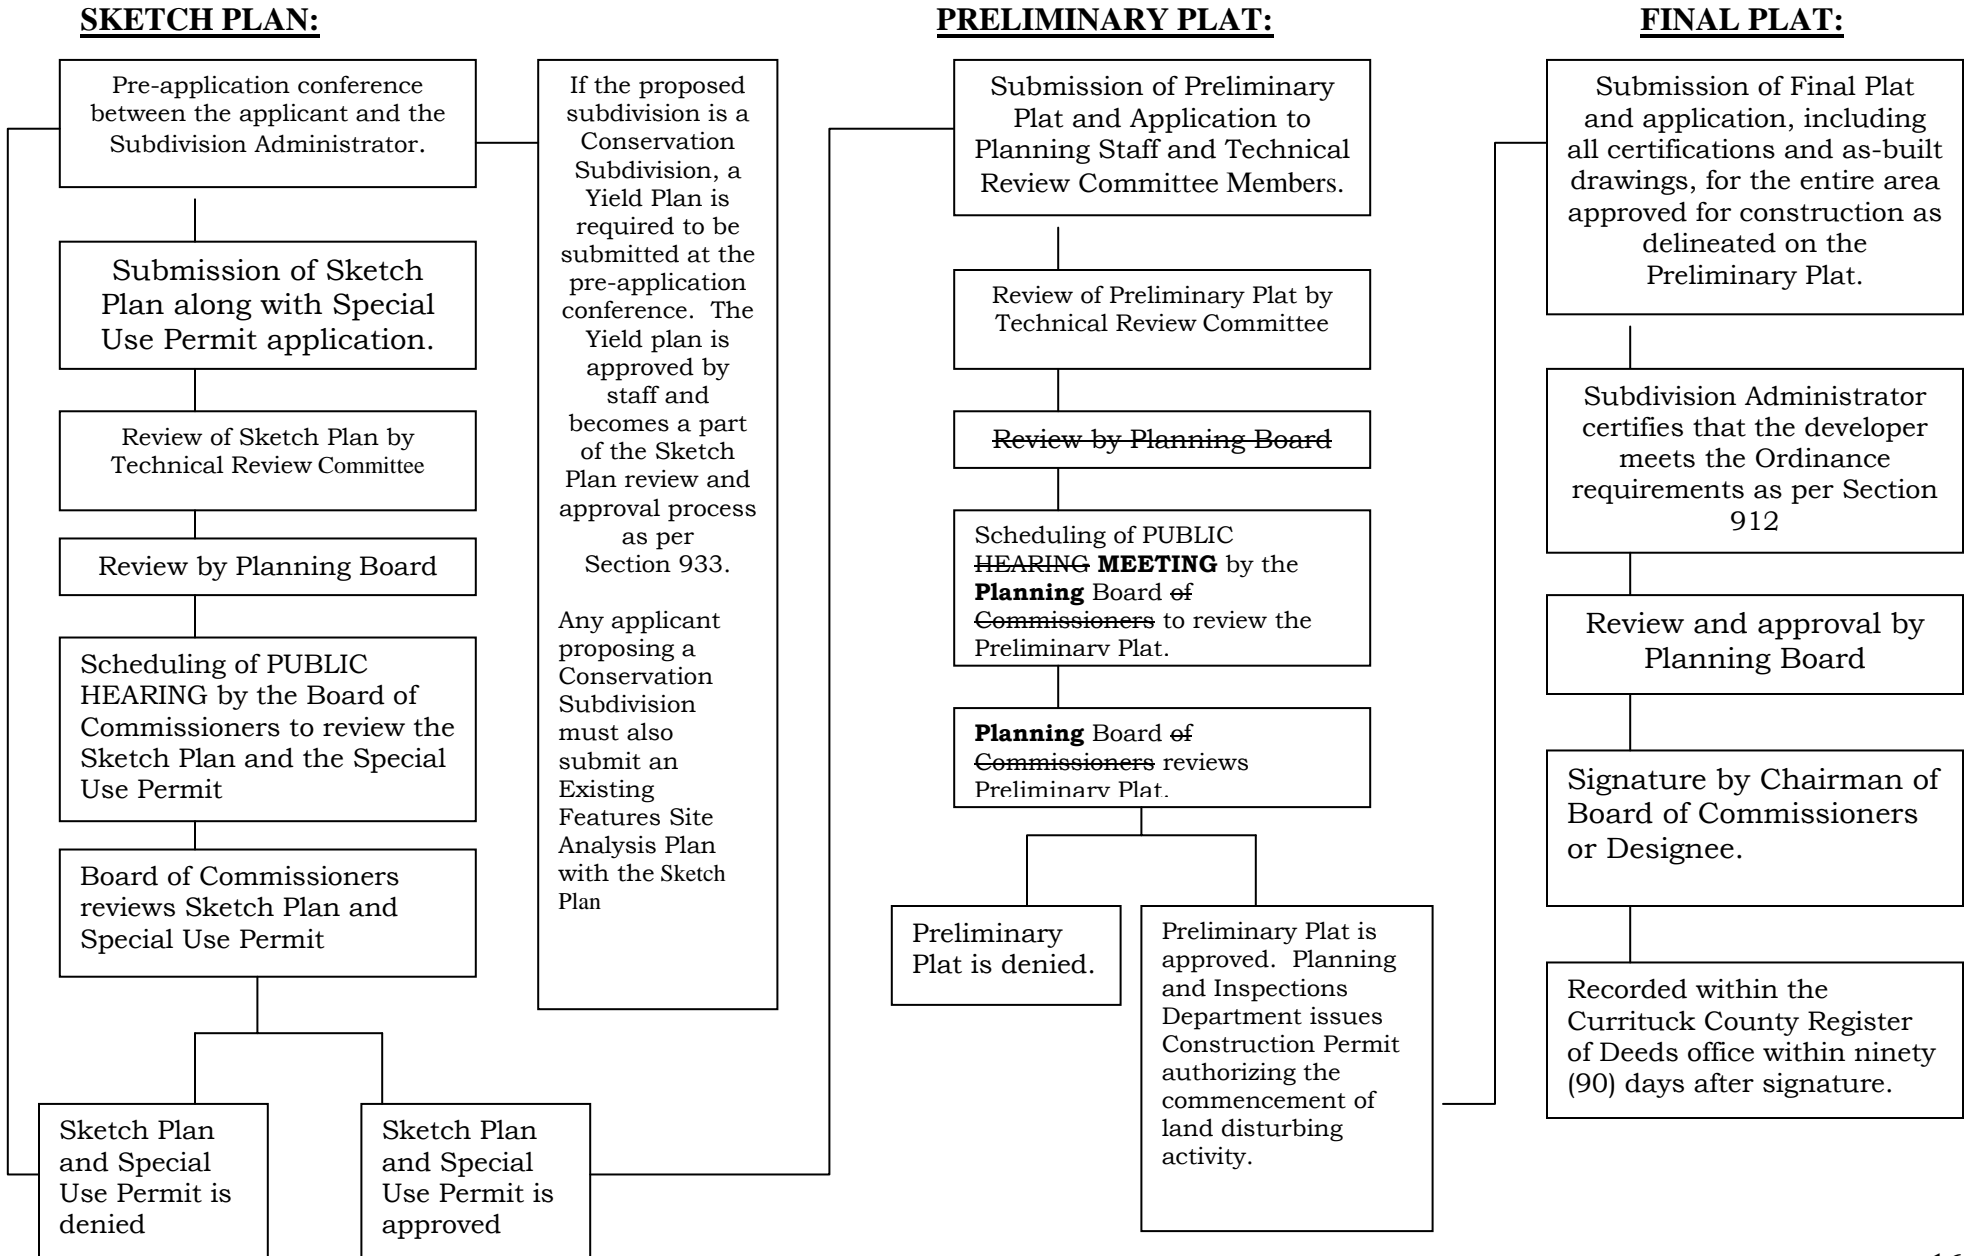 SKETCH PLAN:
Pre-application conference
between the applicant and the
Subdivision Administrator.
Submission of Sketch
Plan along with Special
Use Permit application.
Review of Sketch Plan by
Technical Review Committee
Review by Planning Board
Scheduling of PUBLIC
HEARING by the Board of
Commissioners to review the
Sketch Plan and the Special
Use Permit
Board of Commissioners
reviews Sketch Plan and
Special Use Permit
Sketch Plan
and Special
Use Permit is
denied
Sketch Plan
and Special
Use Permit is
approved
If the proposed
subdivision is a
Conservation
Subdivision, a
Yield Plan is
required to be
submitted at the
pre-application
conference. The
Yield plan is
approved by
staff and
becomes a part
of the Sketch
Plan review and
approval process
as per
Section 933.
Any applicant
proposing a
Conservation
Subdivision
must also
submit an
Existing
Features Site
Analysis Plan
with the Sketch
Plan
PRELIMINARY PLAT:
Submission of Preliminary
Plat and Application to
Planning Staff and Technical
Review Committee Members.
Review of Preliminary Plat by
Technical Review Committee
Review by Planning Board
Scheduling of PUBLIC
HEARING MEETING by the
Planning Board of
Commissioners to review the
Preliminary Plat.
Planning Board of
Commissioners reviews
Preliminary Plat.
Preliminary
Plat is denied.
Preliminary Plat is
approved. Planning
and Inspections
Department issues
Construction Permit
authorizing the
commencement of
land disturbing
activity.
FINAL PLAT:
Submission of Final Plat
and application, including
all certifications and as-built
drawings, for the entire area
approved for construction as
delineated on the
Preliminary Plat.
Subdivision Administrator
certifies that the developer
meets the Ordinance
requirements as per Section
912
Review and approval by
Planning Board
Signature by Chairman of
Board of Commissioners
or Designee.
Recorded within the
Currituck County Register
of Deeds office within ninety
(90) days after signature.